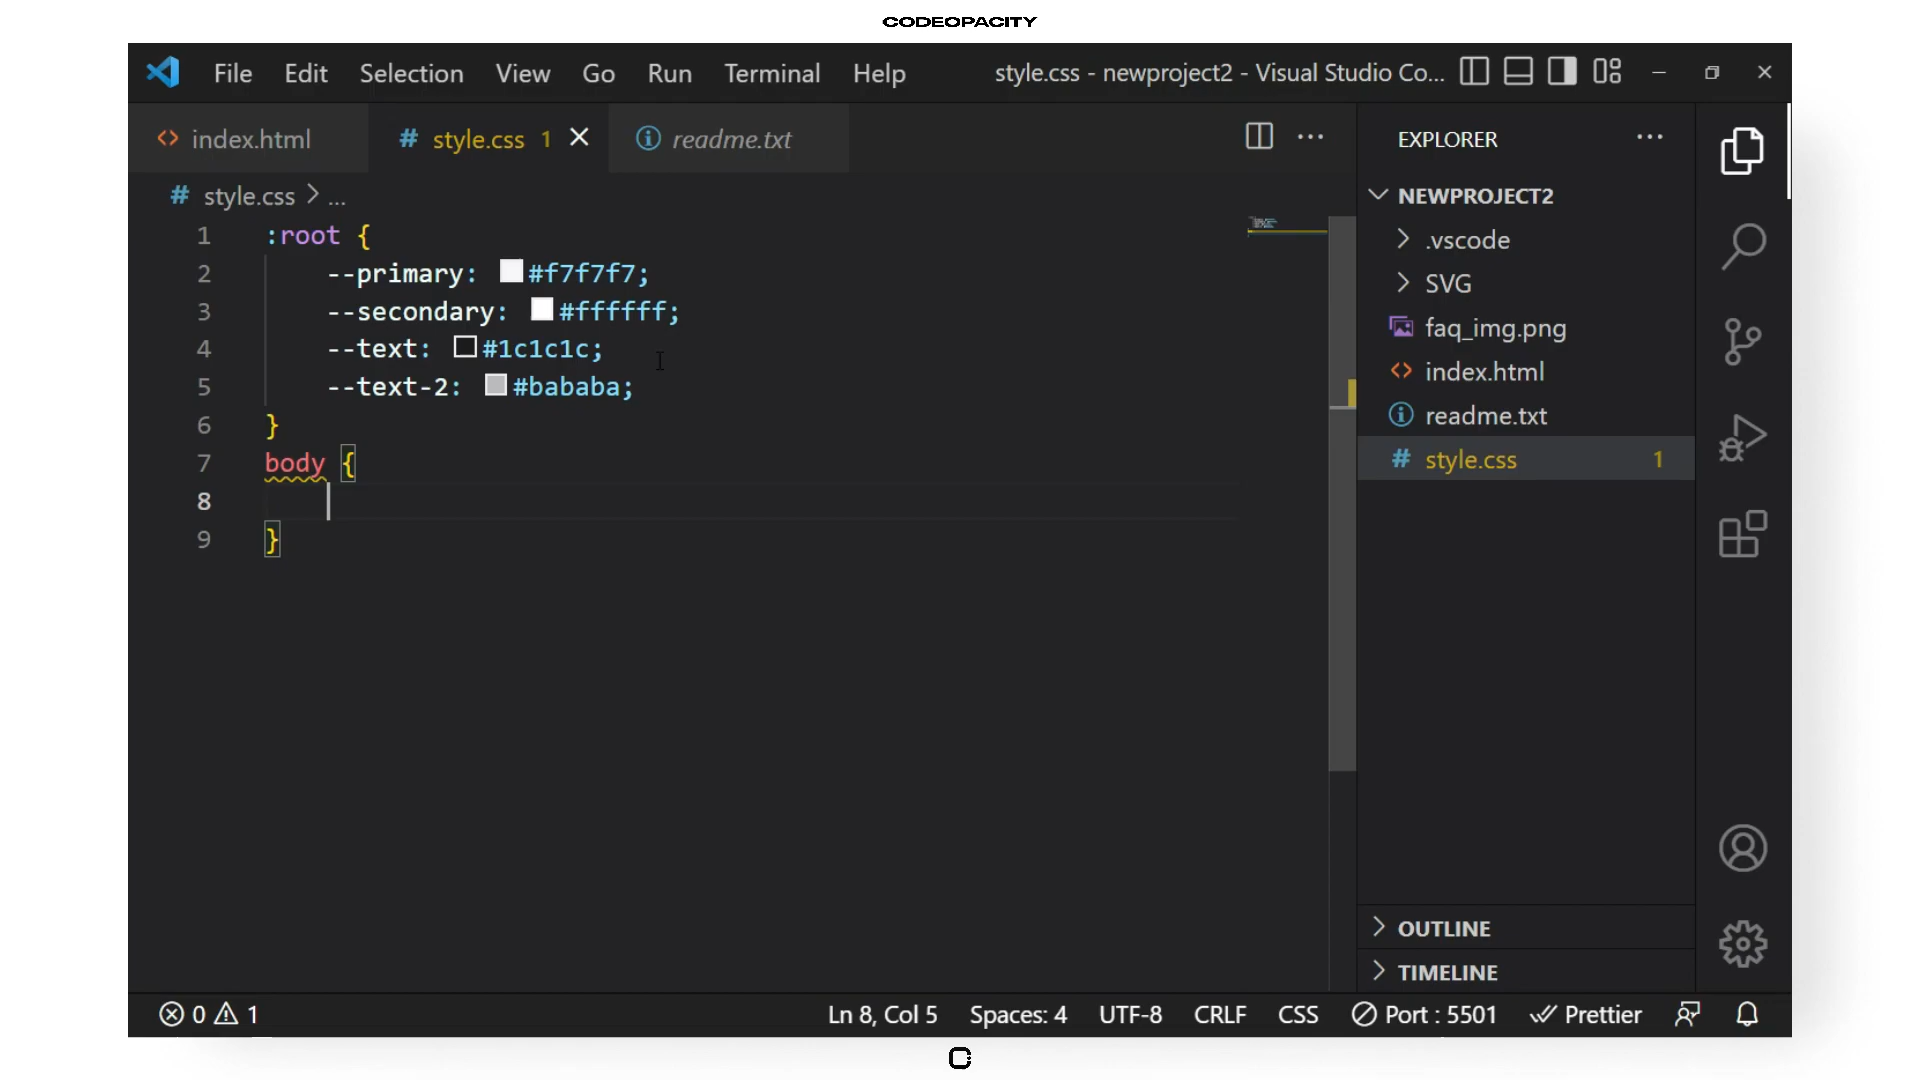 CODEOPACITY
File Edit Selection View Go Run Terminal Help style.css - newproject2 - Visual Studio Co...
index.html # style.css 1 readme.txt
# style.css > ...
1 :root {
2 --primary: #f7f7f7;
3 --secondary: #ffffff;
4 --text: #1c1c1c;
5 --text-2: #bababa;
6 }
7 body {
8
9 }
EXPLORER
NEWPROJECT2
.vscode
SVG
faq_img.png
index.html
readme.txt
# style.css 1
OUTLINE
TIMELINE
0 1 Ln 8, Col 5 Spaces: 4 UTF-8 CRLF CSS Port : 5501 Prettier